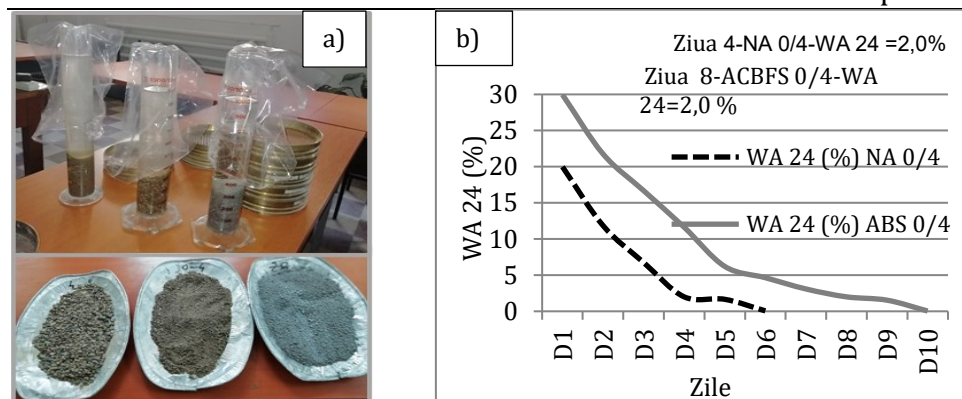 a)
b)
Ziua 4-NA 0/4-WA 24 =2,0%
Ziua 8-ACBFS 0/4-WA
24=2,0 %
WA 24 (%)
30
25
20
15
10
5
0
WA 24 (%) NA 0/4
WA 24 (%) ABS 0/4
D1
D2
D3
D4
D5
D6
D7
D8
D9
D10
Zile